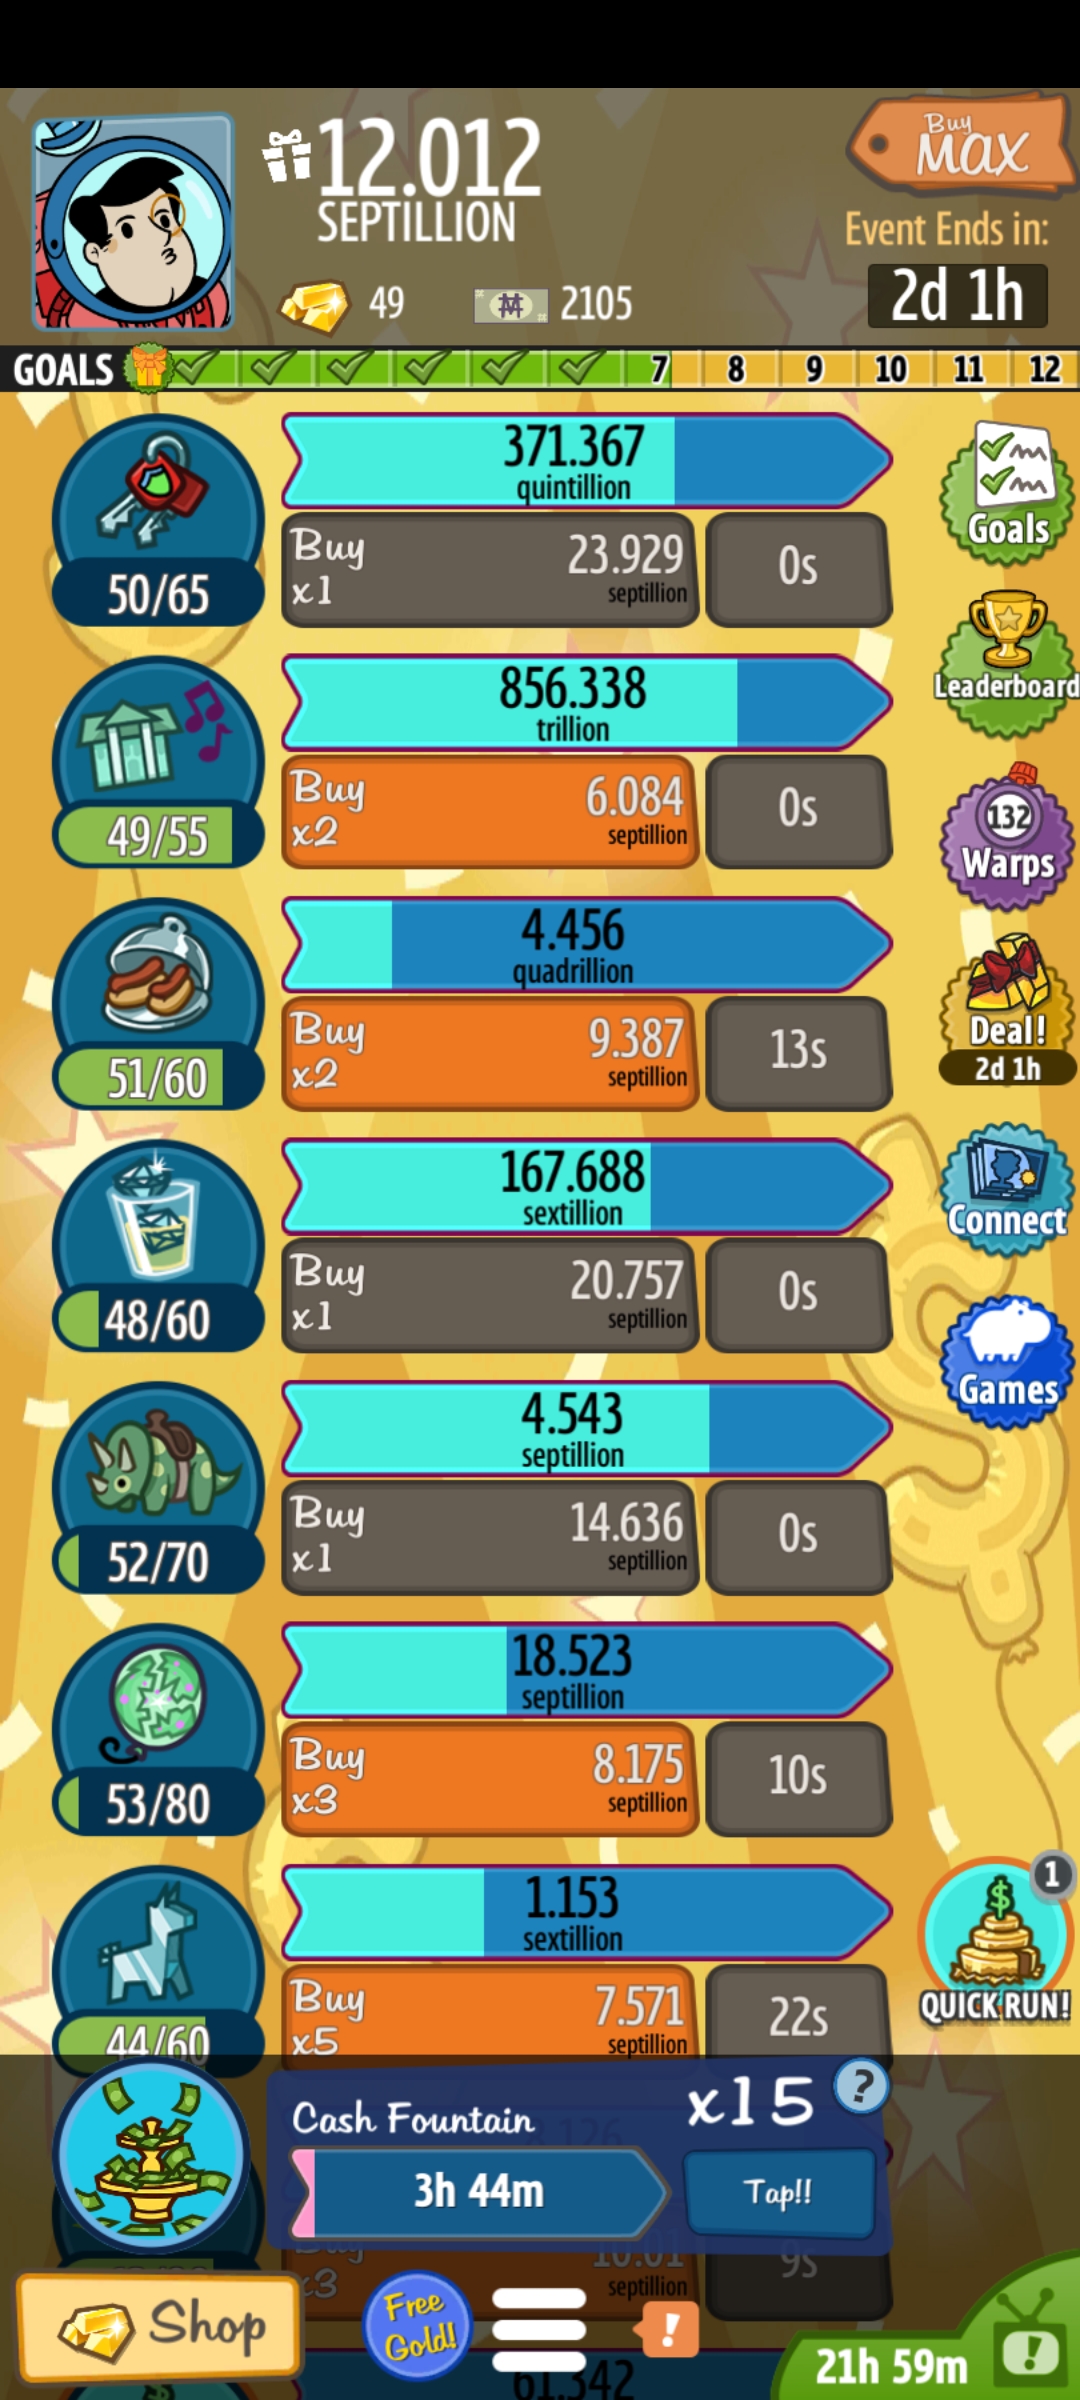 12.012
SEPTILLION
Buy
MAX
Event Ends in:
2d 1h
49
2105
GOALS
7
8
9
10
11
12
371.367
quintillion
Buy
x1
23.929
septillion
0s
50/65
Goals
856.338
trillion
Buy
x2
6.084
septillion
0s
49/55
Leaderboard
132
Warps
4.456
quadrillion
Buy
x2
9.387
septillion
13s
51/60
Deal!
2d 1h
167.688
sextillion
Buy
x1
20.757
septillion
0s
48/60
Connect
Games
4.543
septillion
Buy
x1
14.636
septillion
0s
52/70
18.523
septillion
Buy
x3
8.175
septillion
10s
53/80
1.153
sextillion
Buy
x5
7.571
septillion
22s
44/60
1
QUICK RUN!
Cash Fountain
x15
?
3h 44m
Tap!!
Buy
x3
10.01
septillion
9s
Shop
Free
Gold!
!
61.342
21h 59m
!